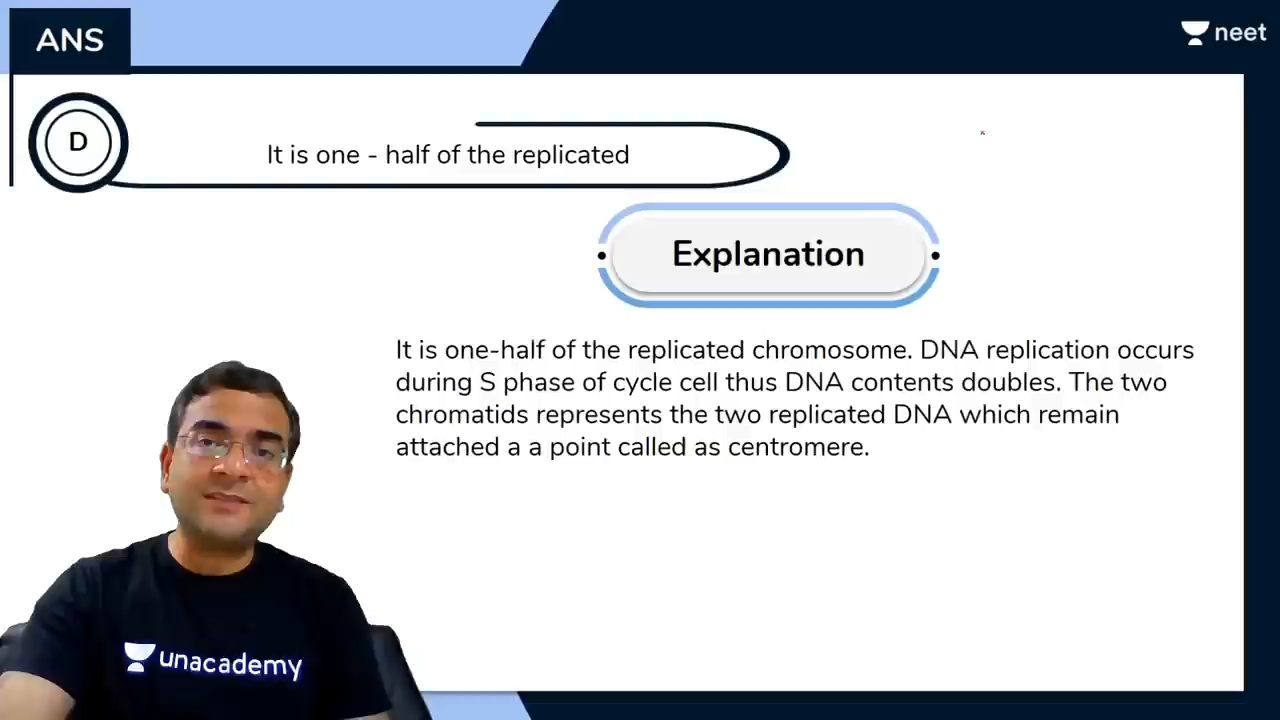 ANS
neet
D
It is one - half of the replicated
Explanation
It is one-half of the replicated chromosome. DNA replication occurs
during S phase of cycle cell thus DNA contents doubles. The two
chromatids represents the two replicated DNA which remain
attached a a point called as centromere.
unacademy